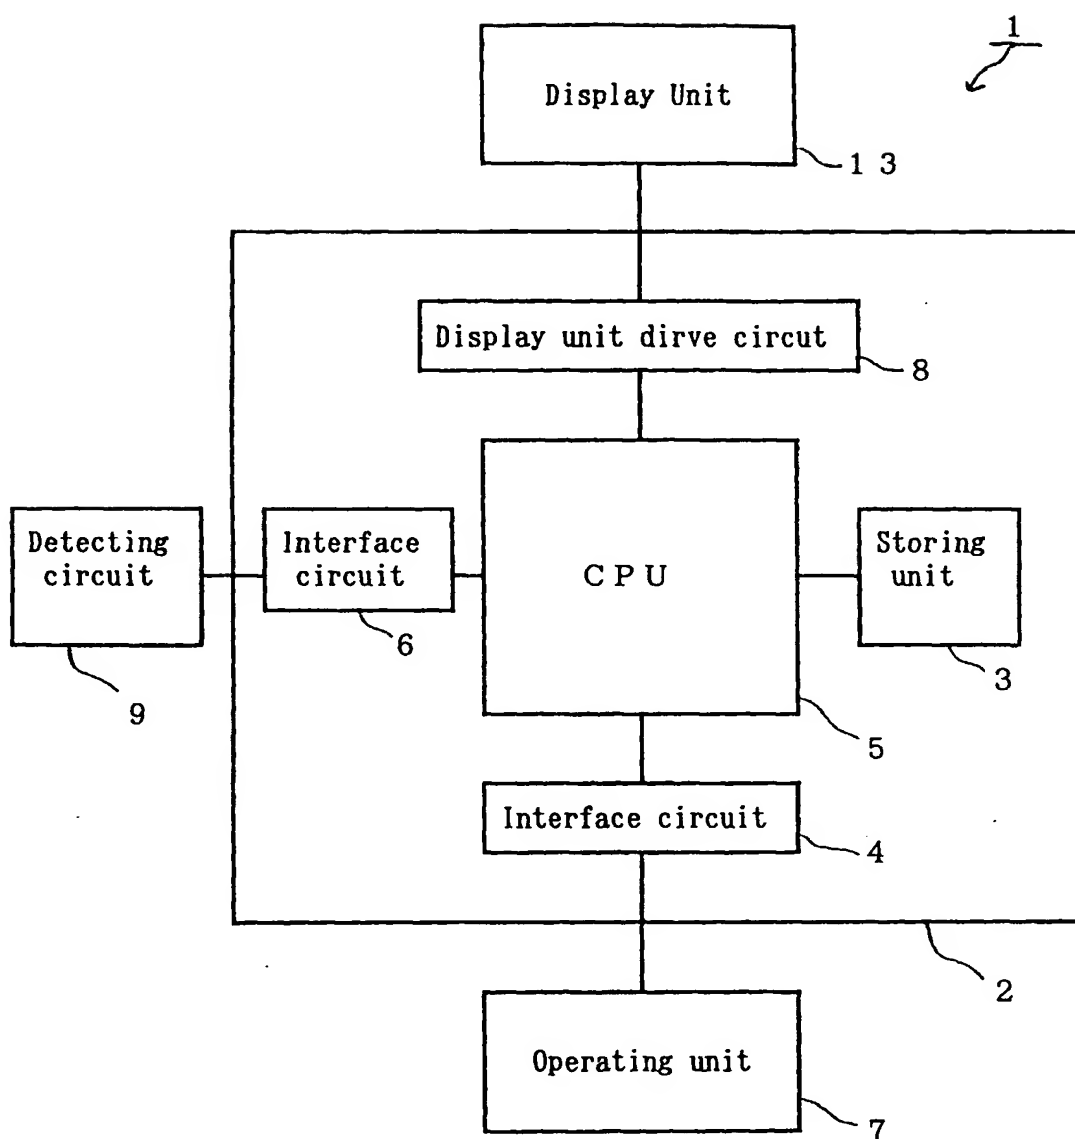 1
Display Unit
1 3
Display unit dirve circut
8
Detecting
circuit
9
Interface
circuit
6
CPU
5
Storing
unit
3
Interface circuit
4
2
Operating unit
7